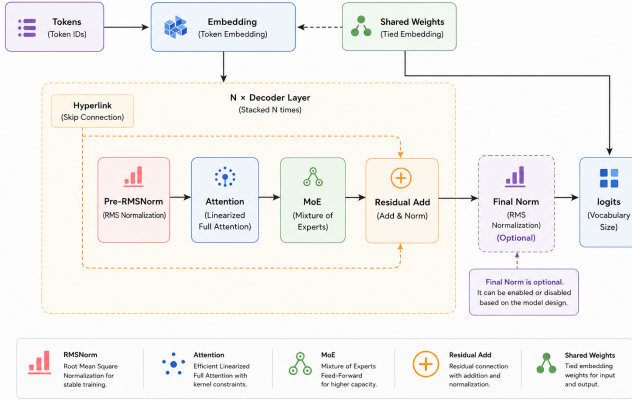 Tokens
(Token IDs)
Embedding
(Token Embedding)
Shared Weights
(Tied Embedding)
N × Decoder Layer
(Stacked N times)
Hyperlink
(Skip Connection)
Pre-RMSNorm
(RMS Normalization)
Attention
(Linearized
Full Attention)
MoE
(Mixture of
Experts)
Residual Add
(Add & Norm)
Final Norm
(RMS
Normalization)
(Optional)
logits
(Vocabulary
Size)
Final Norm is optional.
It can be enabled or disabled
based on the model design.
RMSNorm
Root Mean Square
Normalization for
stable training.
Attention
Efficient Linearized
Full Attention with
kernel constraints.
MoE
Mixture of Experts
Feed-Forward
for higher capacity.
Residual Add
Residual connection
with addition and
normalization.
Shared Weights
Tied embedding
weights for input
and output.